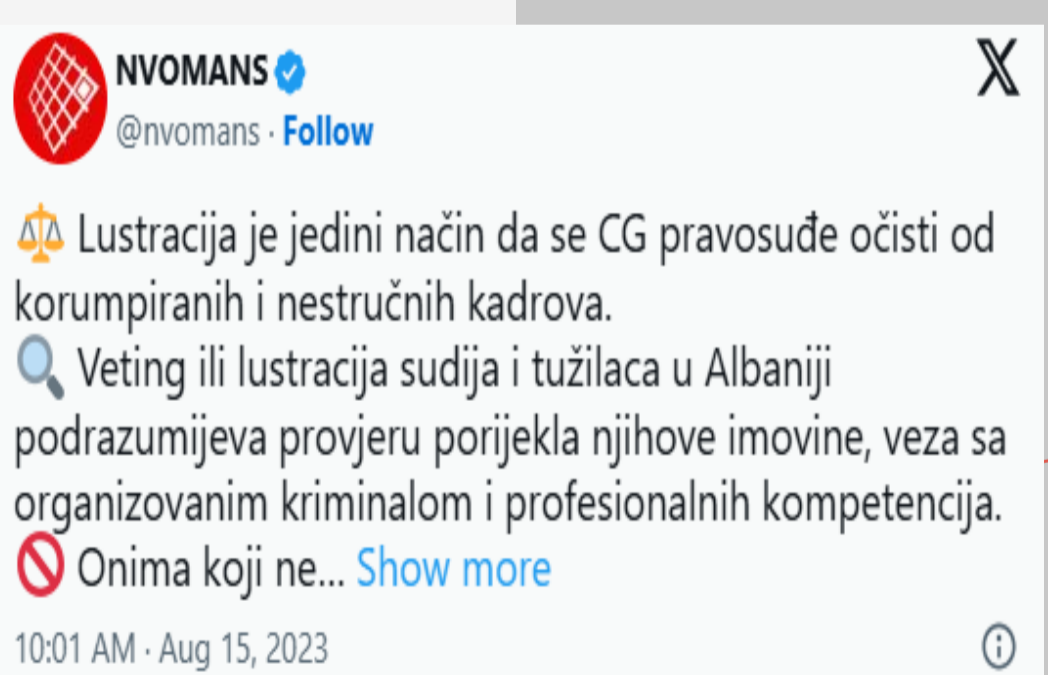 NVOMANS
@nvomans · Follow
⚖️ Lustracija je jedini način da se CG pravosuđe očisti od
korumpiranih i nestručnih kadrova.
🔍 Veting ili lustracija sudija i tužilaca u Albaniji
podrazumijeva provjeru porijekla njihove imovine, veza sa
organizovanim kriminalom i profesionalnih kompetencija.
🚫 Onima koji ne... Show more
10:01 AM · Aug 15, 2023